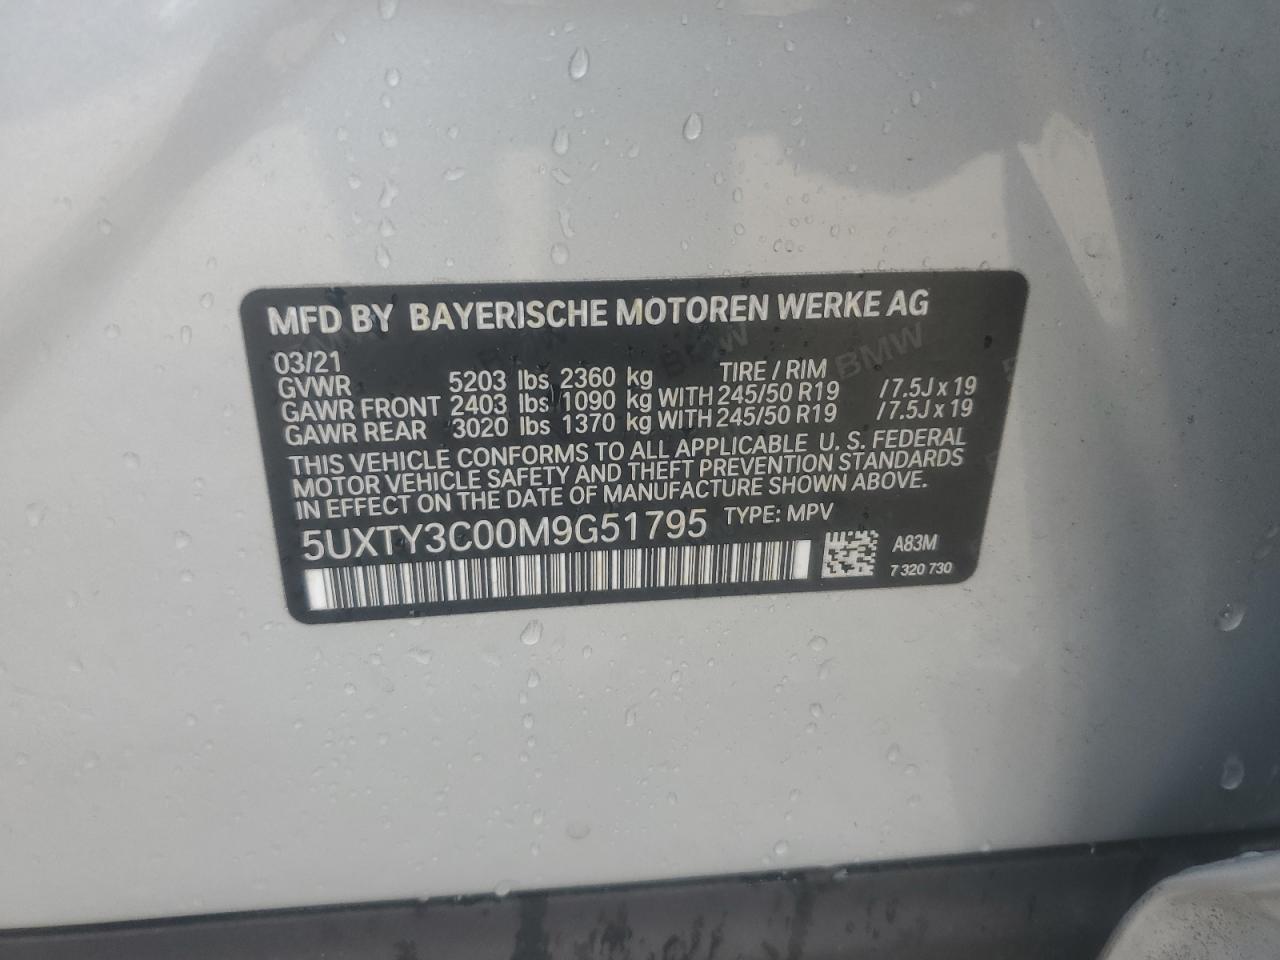 MFD BY BAYERISCHE MOTOREN WERKE AG
03/21
GVWR 5203 lbs 2360 kg TIRE / RIM
GAWR FRONT 2403 lbs 1090 kg WITH 245/50 R19 / 7.5J x 19
GAWR REAR 3020 lbs 1370 kg WITH 245/50 R19 / 7.5J x 19
THIS VEHICLE CONFORMS TO ALL APPLICABLE U. S. FEDERAL
MOTOR VEHICLE SAFETY AND THEFT PREVENTION STANDARDS
IN EFFECT ON THE DATE OF MANUFACTURE SHOWN ABOVE.
5UXTY3C00M9G51795 TYPE: MPV
A83M
7 320 730
BMW